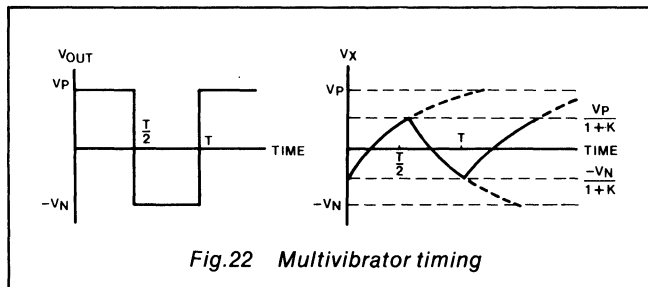 VOUT
VP
T
2
T
TIME
-VN
VX
VP
VP
1+K
T
2
T
TIME
-VN
1+K
-VN
Fig.22 Multivibrator timing